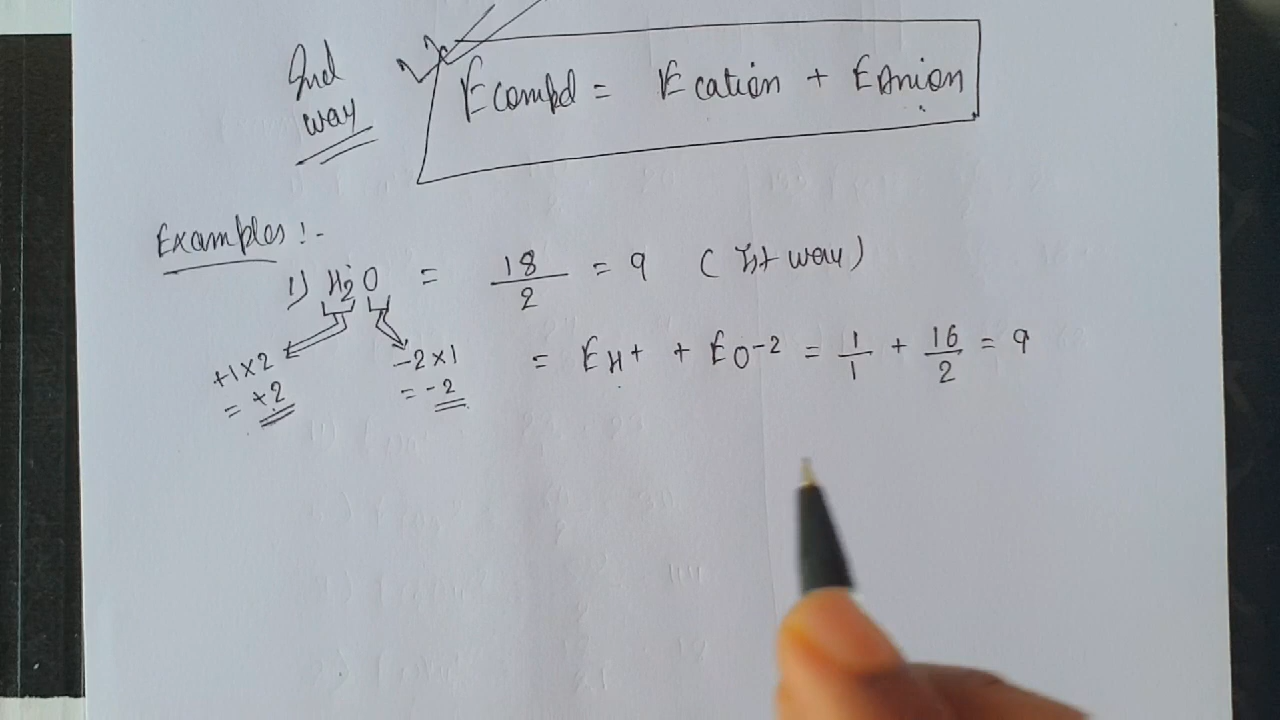 2nd way
Ecompd = Ecation + EAnion
Examples :-
1) H₂O = 18/2 = 9 ( Ist way )
+1×2 = +2
-2×1 = -2
= EH+ + EO-2 = 1/1 + 16/2 = 9